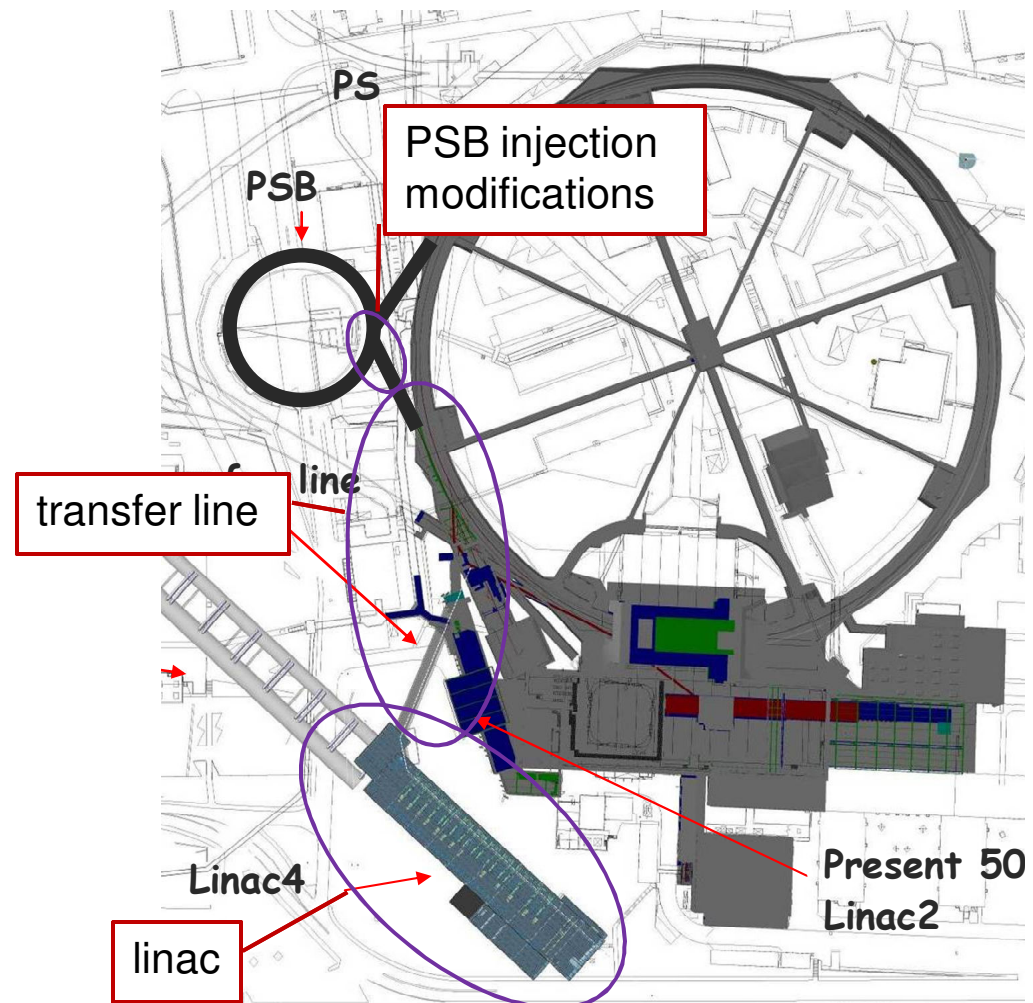 PS
PSB injection
modifications
PSB
line
transfer line
Present 50
Linac2
Linac4
linac